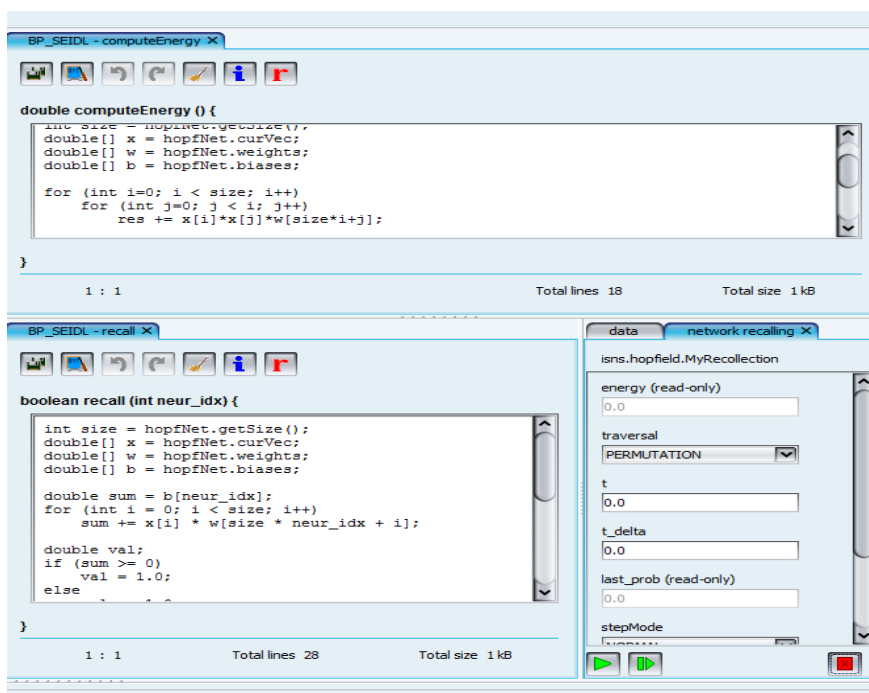 BP_SEIDL - computeEnergy
i r
double computeEnergy () {
int size = hopfNet.getSize();
double[] x = hopfNet.curVec;
double[] w = hopfNet.weights;
double[] b = hopfNet.biases;
for (int i=0; i < size; i++)
for (int j=0; j < i; j++)
res += x[i]*x[j]*w[size*i+j];
}
1 : 1 Total lines 18 Total size 1 kB
BP_SEIDL - recall
i r
boolean recall (int neur_idx) {
int size = hopfNet.getSize();
double[] x = hopfNet.curVec;
double[] w = hopfNet.weights;
double[] b = hopfNet.biases;
double sum = b[neur_idx];
for (int i = 0; i < size; i++)
sum += x[i] * w[size * neur_idx + i];
double val;
if (sum >= 0)
val = 1.0;
else
}
1 : 1 Total lines 28 Total size 1 kB
data network recalling
isns.hopfield.MyRecollection
energy (read-only)
0.0
traversal
PERMUTATION
t
0.0
t_delta
0.0
last_prob (read-only)
0.0
stepMode
NORMAL